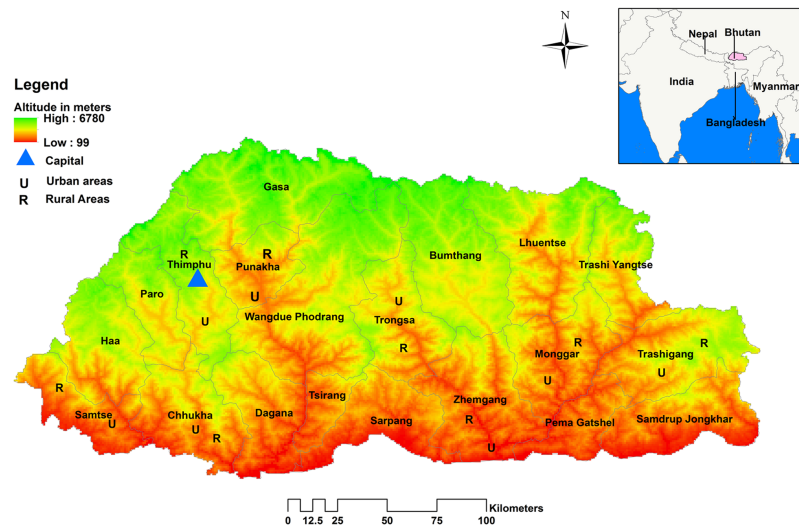 N
Nepal Bhutan
India
Myanmar
Bangladesh
Legend
Altitude in meters
High : 6780
Low : 99
Capital
U Urban areas
R Rural Areas
Gasa
R
Thimphu
Punakha
R
Bumthang
Lhuentse
Trashi Yangtse
Paro
U
U
Wangdue Phodrang
U
Trongsa
Haa
R
Monggar
R
Trashigang
R
R
U
U
Samtse
U
Chhukha
U
R
Dagana
Tsirang
Sarpang
Zhemgang
R
U
Pema Gatshel
Samdrup Jongkhar
Kilometers
0 12.5 25 50 75 100